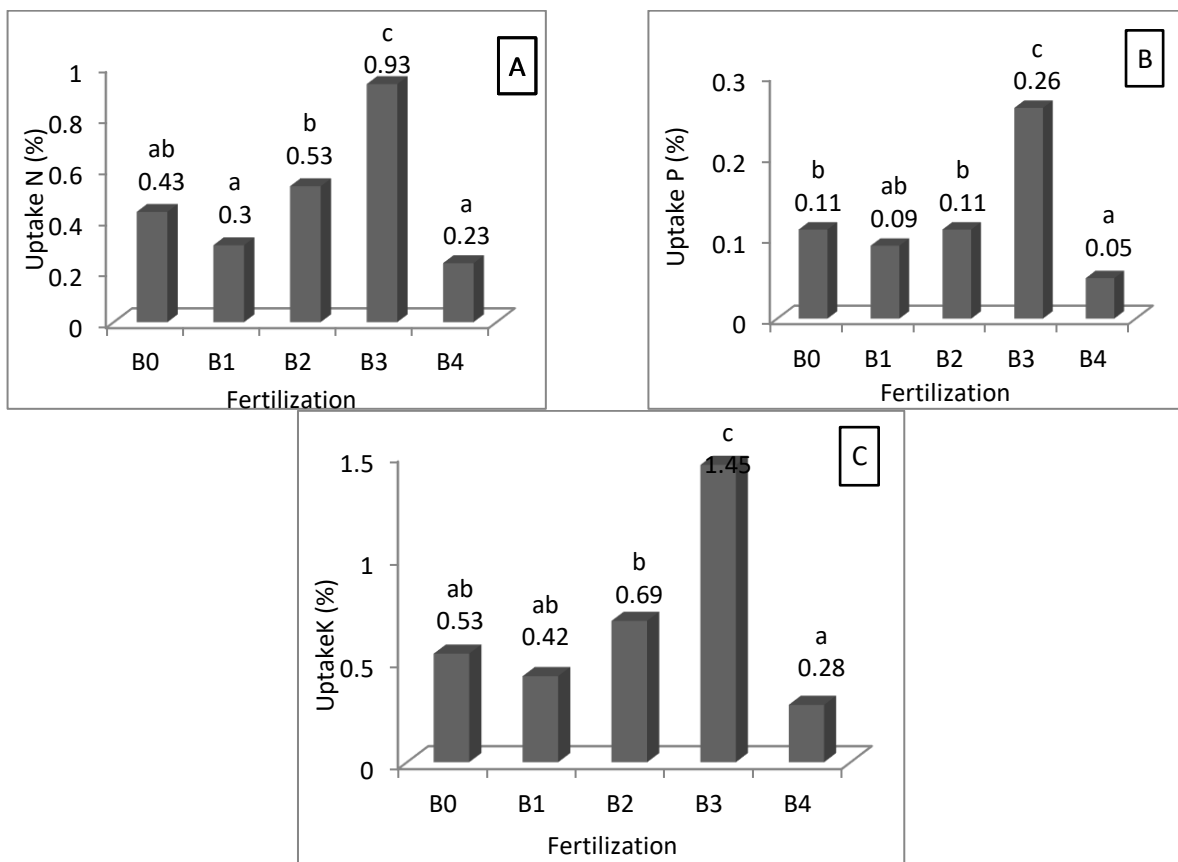 A
Uptake N (%)
1
0.8
0.6
0.4
0.2
0
ab
0.43
a
0.3
b
0.53
c
0.93
a
0.23
B0 B1 B2 B3 B4
Fertilization
B
Uptake P (%)
0.3
0.2
0.1
0
b
0.11
ab
0.09
b
0.11
c
0.26
a
0.05
B0 B1 B2 B3 B4
Fertilization
C
UptakeK (%)
1.5
1
0.5
0
ab
0.53
ab
0.42
b
0.69
c
1.45
a
0.28
B0 B1 B2 B3 B4
Fertilization